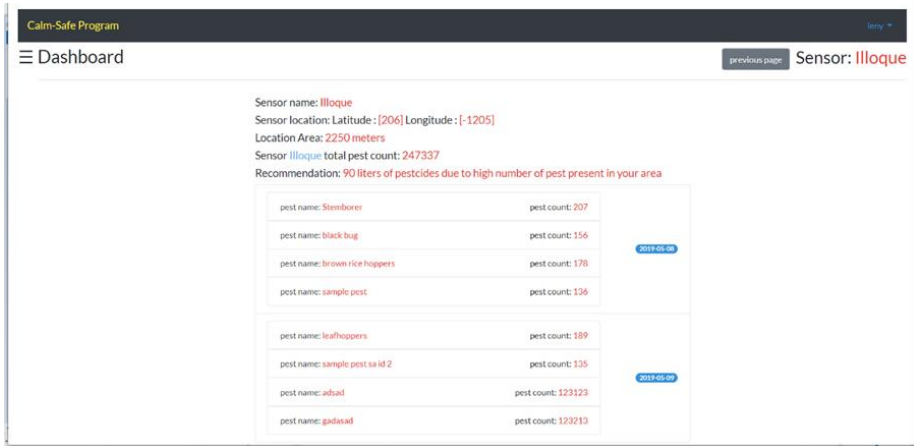 Calm-Safe Program leny
☰ Dashboard previous page Sensor: Illoque
Sensor name: Illoque
Sensor location: Latitude : [206] Longitude : [-1205]
Location Area: 2250 meters
Sensor Illoque total pest count: 247337
Recommendation: 90 liters of pestcides due to high number of pest present in your area
pest name: Stemborer pest count: 207
pest name: black bug pest count: 156
2019-05-08
pest name: brown rice hoppers pest count: 178
pest name: sample pest pest count: 136
pest name: leafhoppers pest count: 189
pest name: sample pest sa id 2 pest count: 135
2019-05-09
pest name: adsad pest count: 123123
pest name: gadasad pest count: 123213